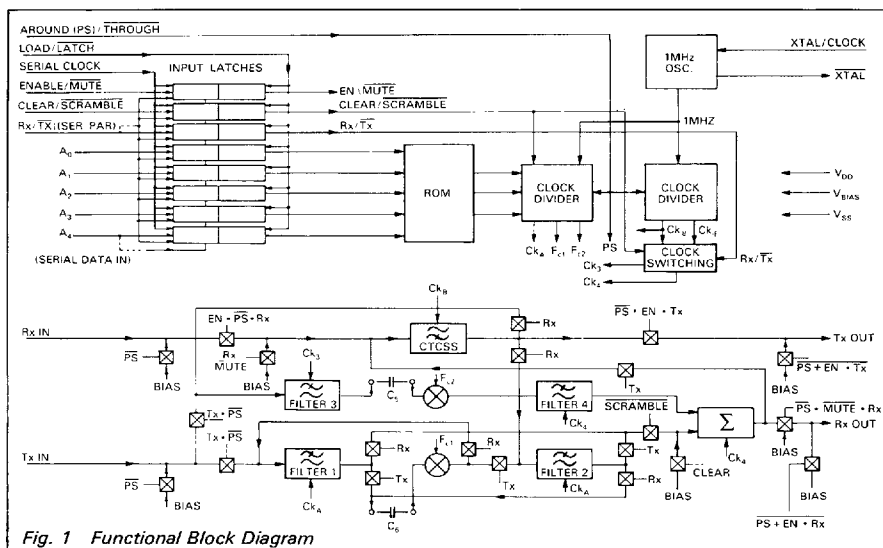 AROUND (PS)/THROUGH
LOAD/LATCH
SERIAL CLOCK
INPUT LATCHES
ENABLE/MUTE
EN \MUTE
CLEAR/SCRAMBLE
CLEAR/SCRAMBLE
Rx/TX (SER PAR)
Rx/Tx
A0
A1
A2
A3
A4
(SERIAL DATA IN)
ROM
CLOCK DIVIDER
CkA Fc1 Fc2
PS
1MHz OSC.
XTAL/CLOCK
XTAL
1MHZ
CLOCK DIVIDER
CkB CkF
CLOCK SWITCHING
Ck3
Ck4
Rx/Tx
VDD
VBIAS
VSS
CkB
Rx IN
EN • PS • Rx
CTCSS
Rx
PS • EN • Tx
Tx OUT
PS
BIAS
Rx MUTE
BIAS
Ck3
FILTER 3
C5
Fc2
Rx
FILTER 4
Ck4
Tx
BIAS
PS + EN • Tx
SCRAMBLE
Σ
Ck4
PS • MUTE • Rx
Rx OUT
BIAS
Tx • PS
Tx • PS
Tx IN
PS
BIAS
FILTER 1
CkA
Rx
Tx
C6
Fc1
Rx
Tx
FILTER 2
CkA
Tx
Rx
CLEAR
BIAS
BIAS
PS + EN • Rx
Fig. 1 Functional Block Diagram